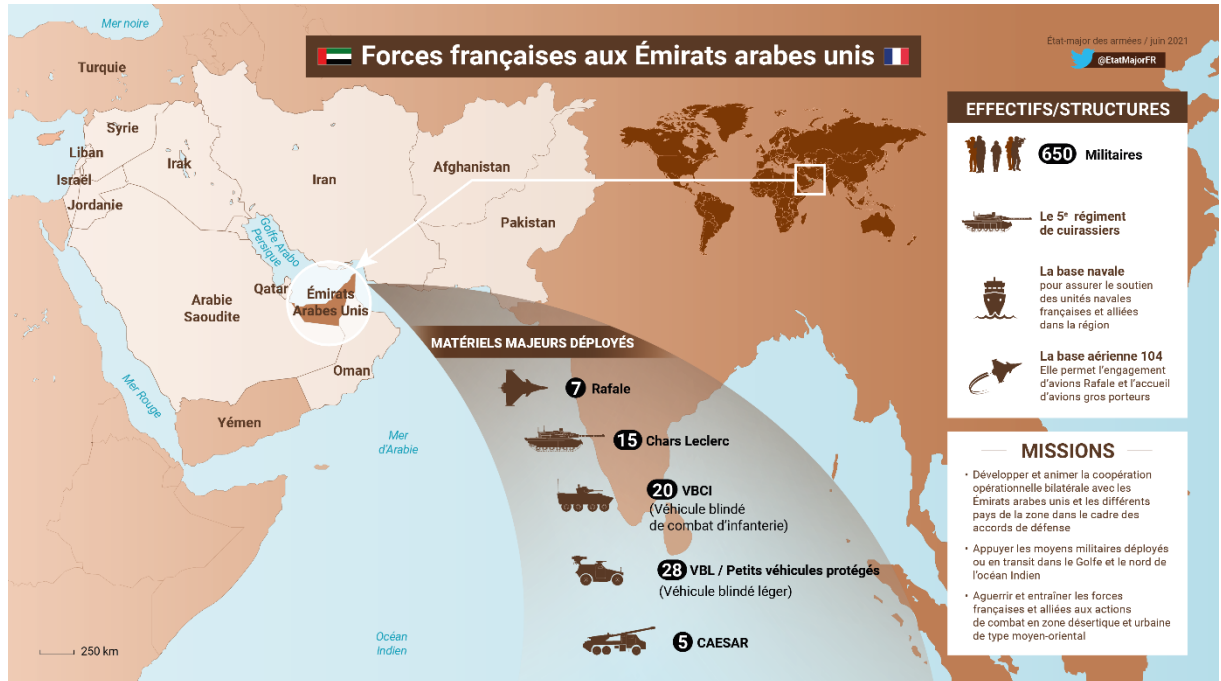 Forces françaises aux Émirats arabes unis
État-major des armées / juin 2021
@EtatMajorFR
Mer noire
Turquie
Syrie
Liban
Israël
Jordanie
Irak
Iran
Afghanistan
Pakistan
Golfe Arabo
Persique
Qatar
Émirats
Arabes Unis
Arabie
Saoudite
Oman
Yémen
Mer Rouge
Mer
d'Arabie
Océan
Indien
250 km
MATÉRIELS MAJEURS DÉPLOYÉS
7 Rafale
15 Chars Leclerc
20 VBCI
(Véhicule blindé
de combat d'infanterie)
28 VBL / Petits véhicules protégés
(Véhicule blindé léger)
5 CAESAR
EFFECTIFS/STRUCTURES
650 Militaires
Le 5e régiment
de cuirassiers
La base navale
pour assurer le soutien
des unités navales
françaises et alliées
dans la région
La base aérienne 104
Elle permet l'engagement
d'avions Rafale et l'accueil
d'avions gros porteurs
MISSIONS
• Développer et animer la coopération
opérationnelle bilatérale avec les
Émirats arabes unis et les différents
pays de la zone dans le cadre des
accords de défense
• Appuyer les moyens militaires déployés
ou en transit dans le Golfe et le nord de
l'océan Indien
• Aguerrir et entraîner les forces
françaises et alliées aux actions
de combat en zone désertique et urbaine
de type moyen-oriental